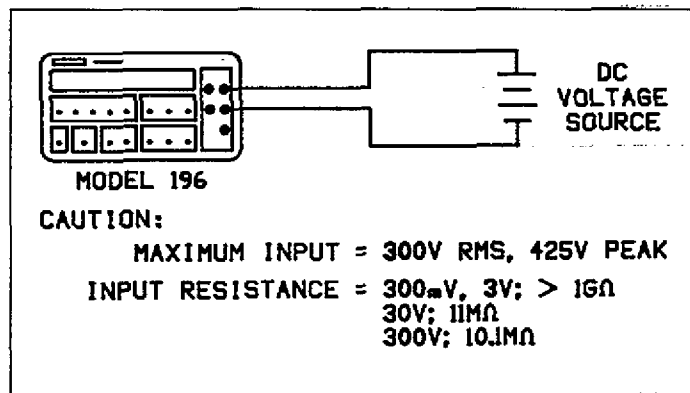 DC
VOLTAGE
SOURCE
MODEL 196
CAUTION:
MAXIMUM INPUT = 300V RMS, 425V PEAK
INPUT RESISTANCE = 300mV, 3V; > 1GΩ
30V; 11MΩ
300V; 10.1MΩ